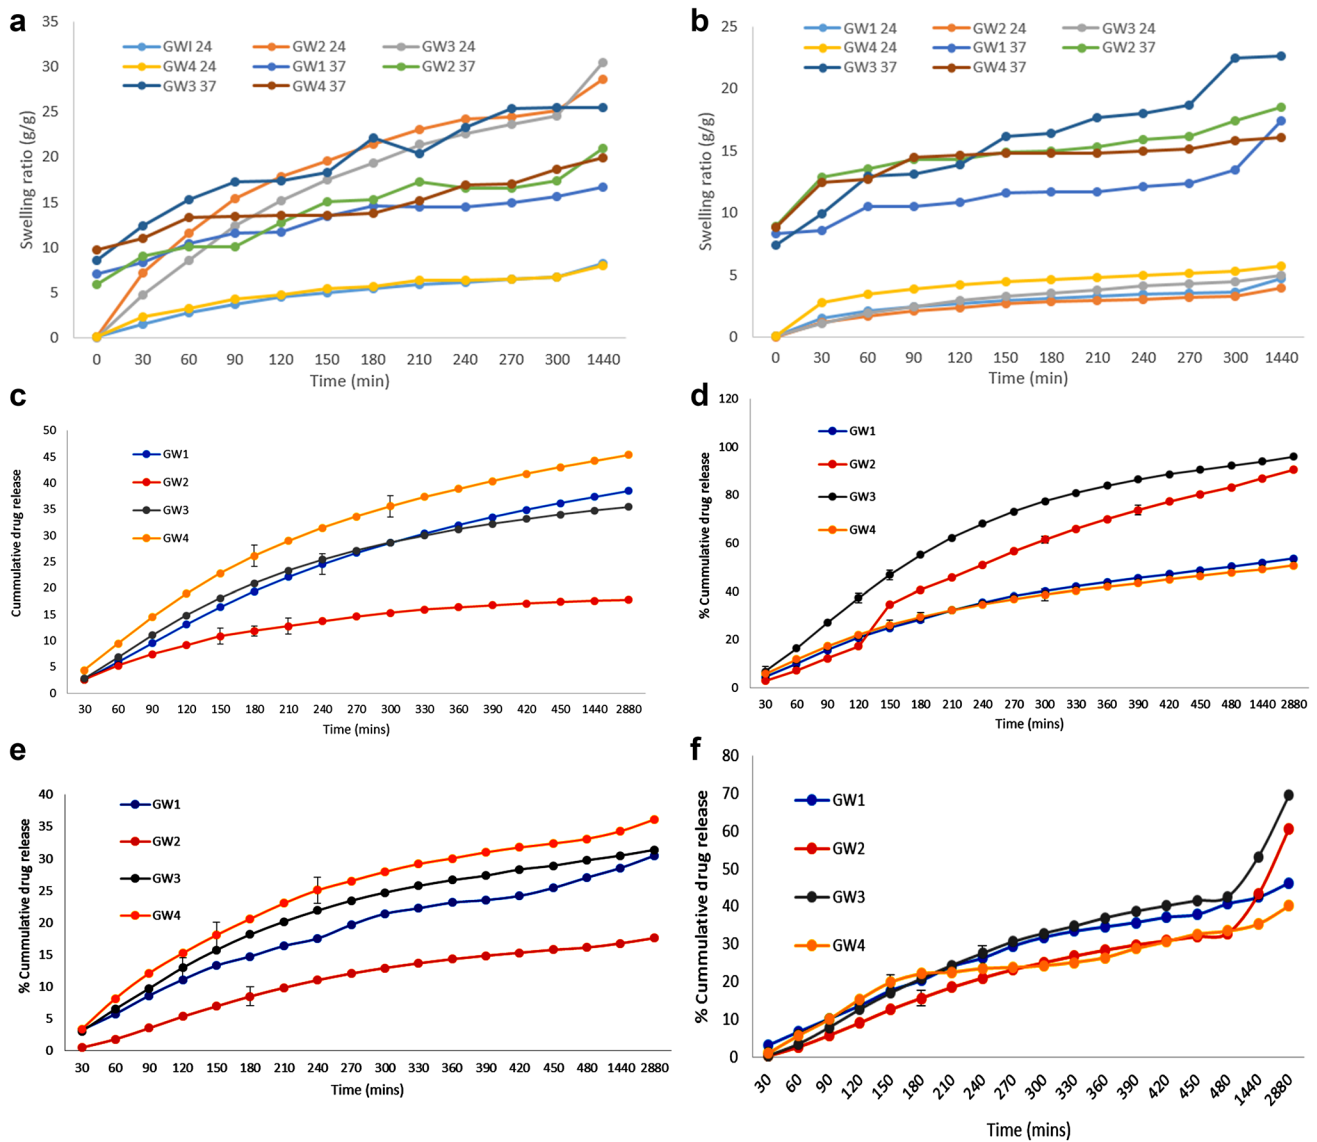 a
35
30
25
20
15
10
5
0
Swelling ratio (g/g)
GWI 24 GW2 24 GW3 24
GW4 24 GW1 37 GW2 37
GW3 37 GW4 37
0 30 60 90 120 150 180 210 240 270 300 1440
Time (min)
b
25
20
15
10
5
0
Swelling ratio (g/g)
GW1 24 GW2 24 GW3 24
GW4 24 GW1 37 GW2 37
GW3 37 GW4 37
0 30 60 90 120 150 180 210 240 270 300 1440
Time (min)
c
50
45
40
35
30
25
20
15
10
5
0
Cummulative drug release
GW1
GW2
GW3
GW4
30 60 90 120 150 180 210 240 270 300 330 360 390 420 450 1440 2880
Time (mins)
d
120
100
80
60
40
20
0
% Cummulative drug release
GW1
GW2
GW3
GW4
30 60 90 120 150 180 210 240 270 300 330 360 390 420 450 480 1440 2880
Time (mins)
e
40
35
30
25
20
15
10
5
0
% Cummulative drug release
GW1
GW2
GW3
GW4
30 60 90 120 150 180 210 240 270 300 330 360 390 420 450 480 1440 2880
Time (mins)
f
80
70
60
50
40
30
20
10
0
% Cummulative drug release
GW1
GW2
GW3
GW4
30 60 90 120 150 180 210 240 270 300 330 360 390 420 450 480 1440 2880
Time (mins)